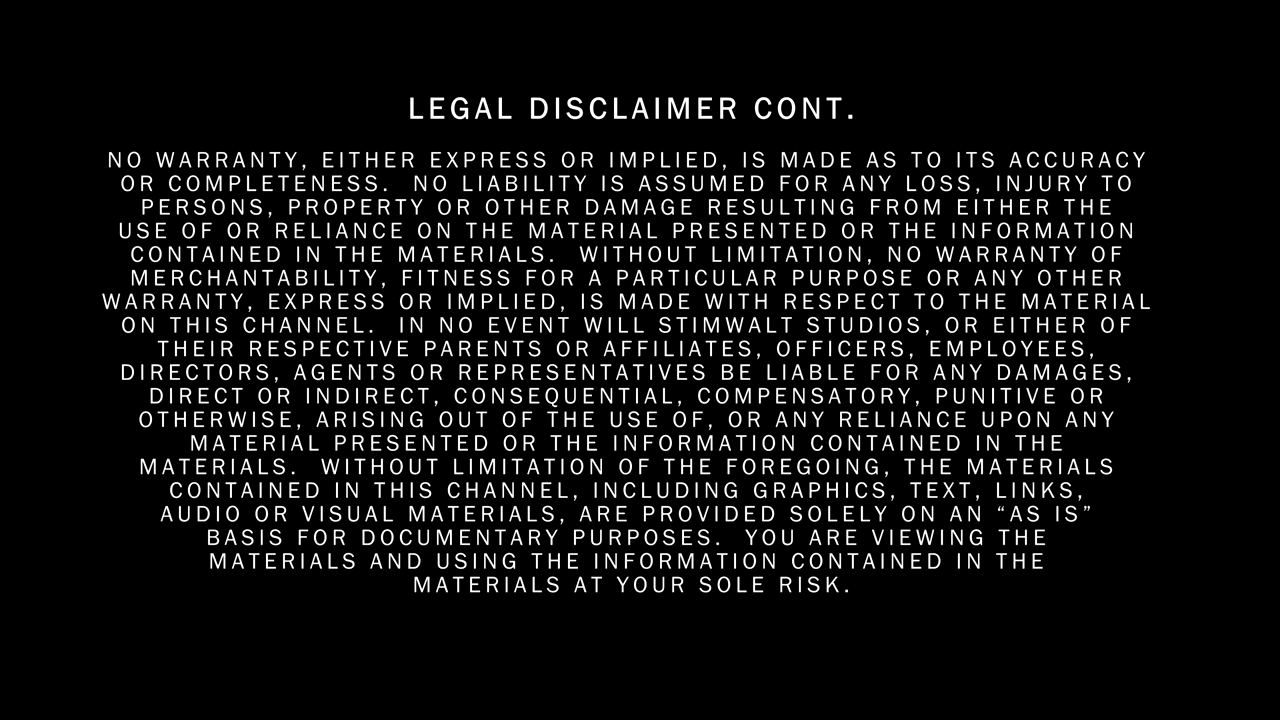 LEGAL DISCLAIMER CONT.
NO WARRANTY, EITHER EXPRESS OR IMPLIED, IS MADE AS TO ITS ACCURACY
OR COMPLETENESS.  NO LIABILITY IS ASSUMED FOR ANY LOSS, INJURY TO
PERSONS, PROPERTY OR OTHER DAMAGE RESULTING FROM EITHER THE
USE OF OR RELIANCE ON THE MATERIAL PRESENTED OR THE INFORMATION
CONTAINED IN THE MATERIALS.  WITHOUT LIMITATION, NO WARRANTY OF
MERCHANTABILITY, FITNESS FOR A PARTICULAR PURPOSE OR ANY OTHER
WARRANTY, EXPRESS OR IMPLIED, IS MADE WITH RESPECT TO THE MATERIAL
ON THIS CHANNEL.  IN NO EVENT WILL STIMWALT STUDIOS, OR EITHER OF
THEIR RESPECTIVE PARENTS OR AFFILIATES, OFFICERS, EMPLOYEES,
DIRECTORS, AGENTS OR REPRESENTATIVES BE LIABLE FOR ANY DAMAGES,
DIRECT OR INDIRECT, CONSEQUENTIAL, COMPENSATORY, PUNITIVE OR
OTHERWISE, ARISING OUT OF THE USE OF, OR ANY RELIANCE UPON ANY
MATERIAL PRESENTED OR THE INFORMATION CONTAINED IN THE
MATERIALS.  WITHOUT LIMITATION OF THE FOREGOING, THE MATERIALS
CONTAINED IN THIS CHANNEL, INCLUDING GRAPHICS, TEXT, LINKS,
AUDIO OR VISUAL MATERIALS, ARE PROVIDED SOLELY ON AN “AS IS”
BASIS FOR DOCUMENTARY PURPOSES.  YOU ARE VIEWING THE
MATERIALS AND USING THE INFORMATION CONTAINED IN THE
MATERIALS AT YOUR SOLE RISK.